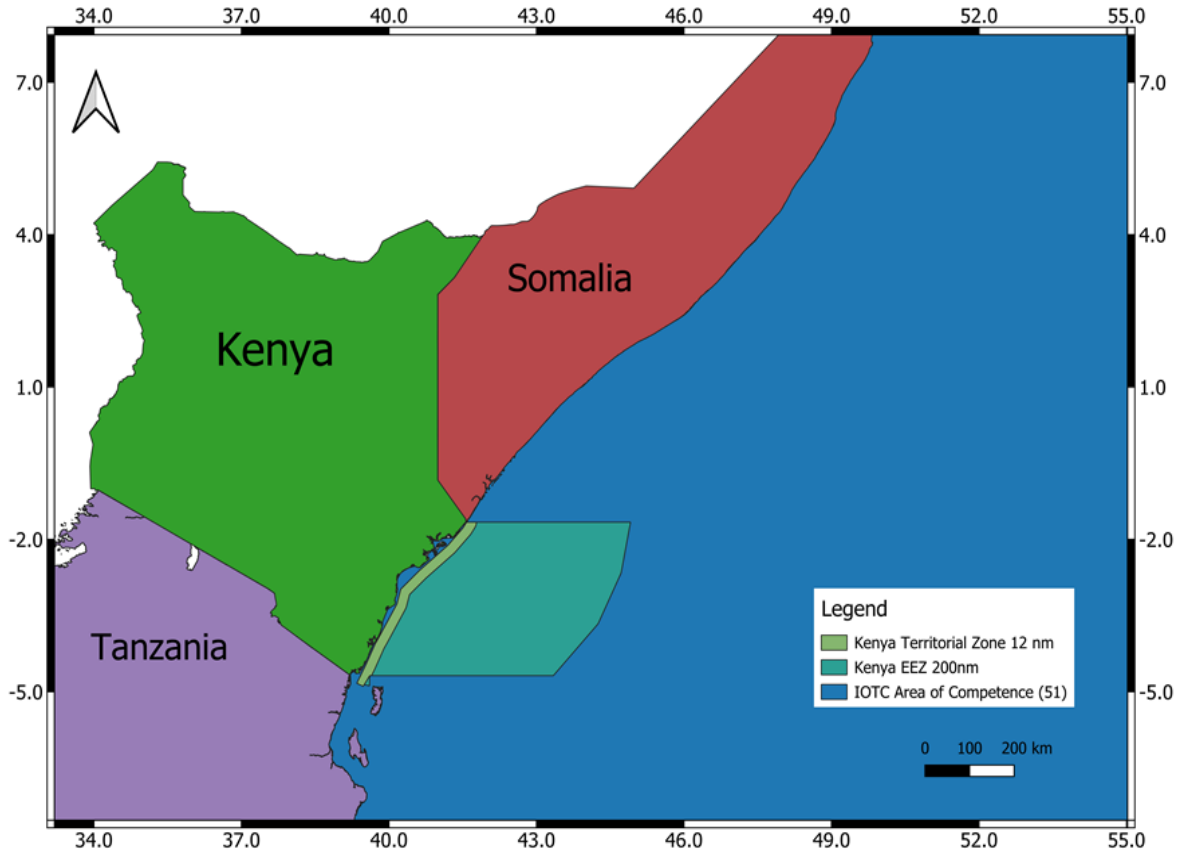 34.0 37.0 40.0 43.0 46.0 49.0 52.0 55.0
7.0 7.0
4.0 4.0
Somalia
Kenya
1.0 1.0
-2.0 -2.0
Legend
Kenya Territorial Zone 12 nm
Tanzania
Kenya EEZ 200nm
IOTC Area of Competence (51)
-5.0 -5.0
0 100 200 km
34.0 37.0 40.0 43.0 46.0 49.0 52.0 55.0